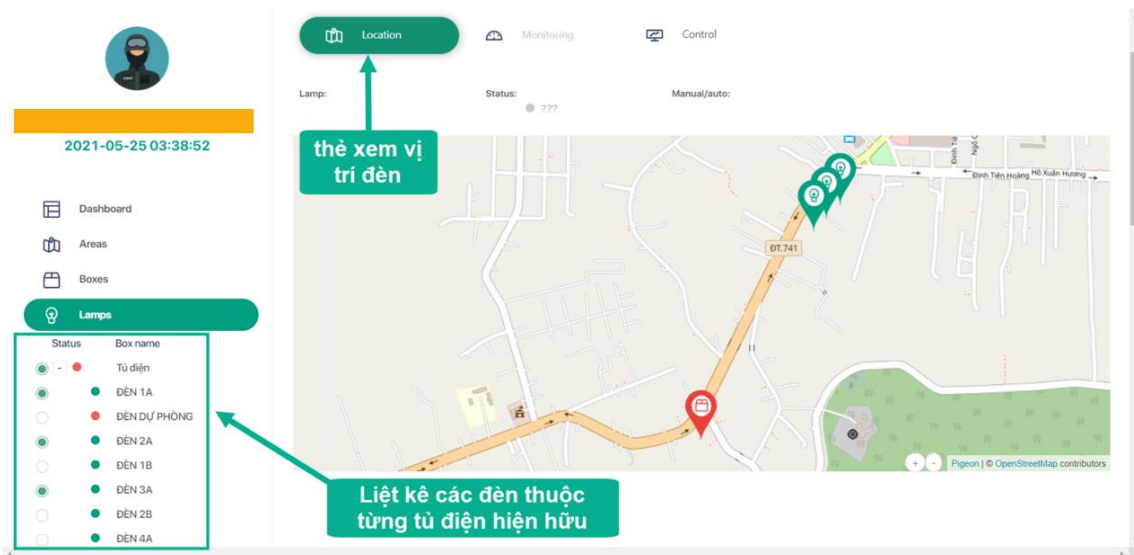 Location
Monitoring
Control
Lamp:
Status:
Manual/auto:
???
2021-05-25 03:38:52
thẻ xem vị
trí đèn
Dashboard
Areas
Boxes
Lamps
Status Box name
- Tủ điện
ĐÈN 1A
ĐÈN DỰ PHÒNG
ĐÈN 2A
ĐÈN 1B
ĐÈN 3A
ĐÈN 2B
ĐÈN 4A
Đinh Tiên Hoàng
Hồ Xuân Hương
ĐT.741
+ -
Pigeon | © OpenStreetMap contributors
Liệt kê các đèn thuộc
từng tủ điện hiện hữu